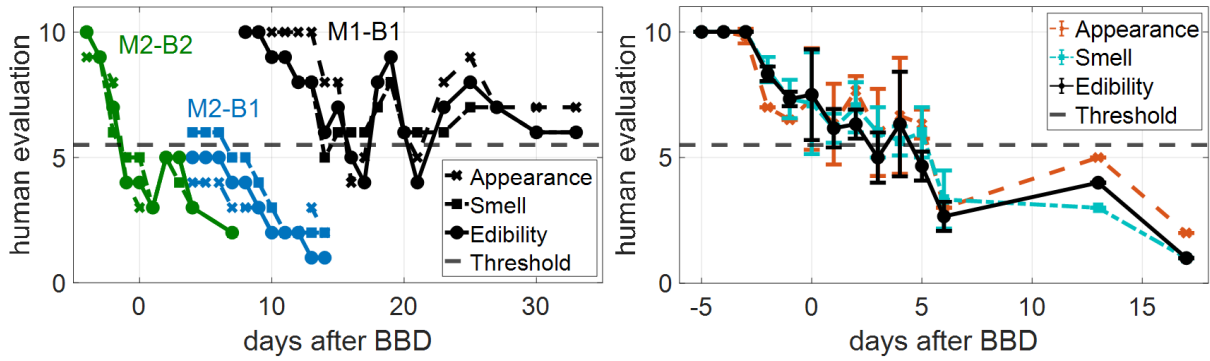 human evaluation
10
5
0
M2-B2
M1-B1
M2-B1
Appearance
Smell
Edibility
Threshold
0
10
20
30
days after BBD
human evaluation
10
5
0
Appearance
Smell
Edibility
Threshold
-5
0
5
10
15
days after BBD